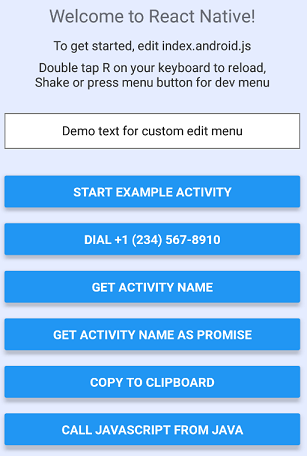 Welcome to React Native!
To get started, edit index.android.js
Double tap R on your keyboard to reload,
Shake or press menu button for dev menu
Demo text for custom edit menu
START EXAMPLE ACTIVITY
DIAL +1 (234) 567-8910
GET ACTIVITY NAME
GET ACTIVITY NAME AS PROMISE
COPY TO CLIPBOARD
CALL JAVASCRIPT FROM JAVA